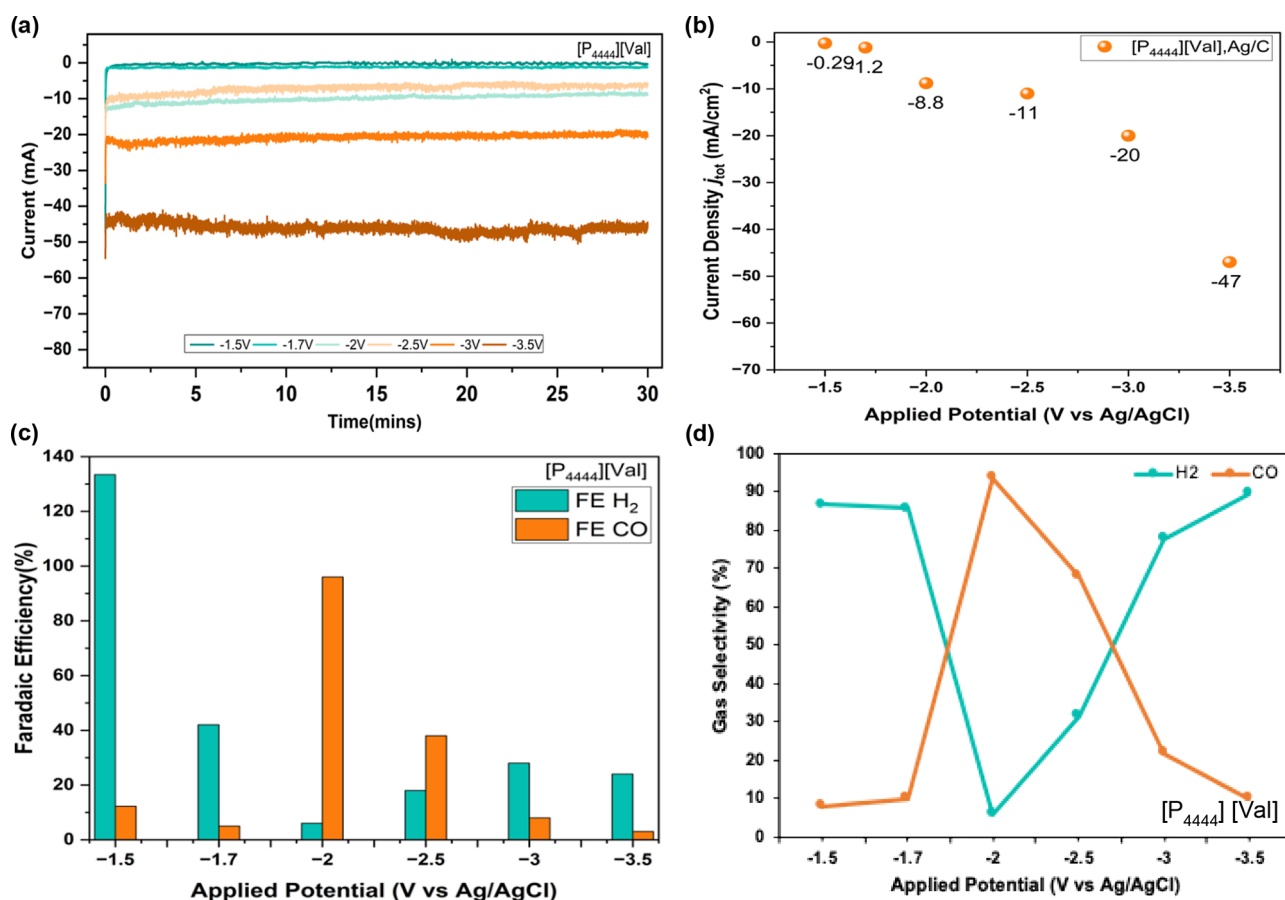 (a)
[P4444][Val]
0
−10
−20
−30
−40
−50
−60
−70
−80
Current (mA)
-1.5V -1.7V -2V -2.5V -3V -3.5V
0 5 10 15 20 25 30
Time(mins)
(b)
[P4444][Val],Ag/C
0
−10
−20
−30
−40
−50
−60
−70
Current Density jtot (mA/cm2)
-0.29
-1.2
-8.8
-11
-20
-47
−1.5 −2.0 −2.5 −3.0 −3.5
Applied Potential (V vs Ag/AgCl)
(c)
[P4444][Val]
FE H2
FE CO
140
120
100
80
60
40
20
0
Faradaic Efficiency(%)
−1.5 −1.7 −2 −2.5 −3 −3.5
Applied Potential (V vs Ag/AgCl)
(d)
H2 CO
100
90
80
70
60
50
40
30
20
10
0
Gas Selectivity (%)
[P4444] [Val]
-1.5 -1.7 -2 -2.5 -3 -3.5
Applied Potential (V vs Ag/AgCl)